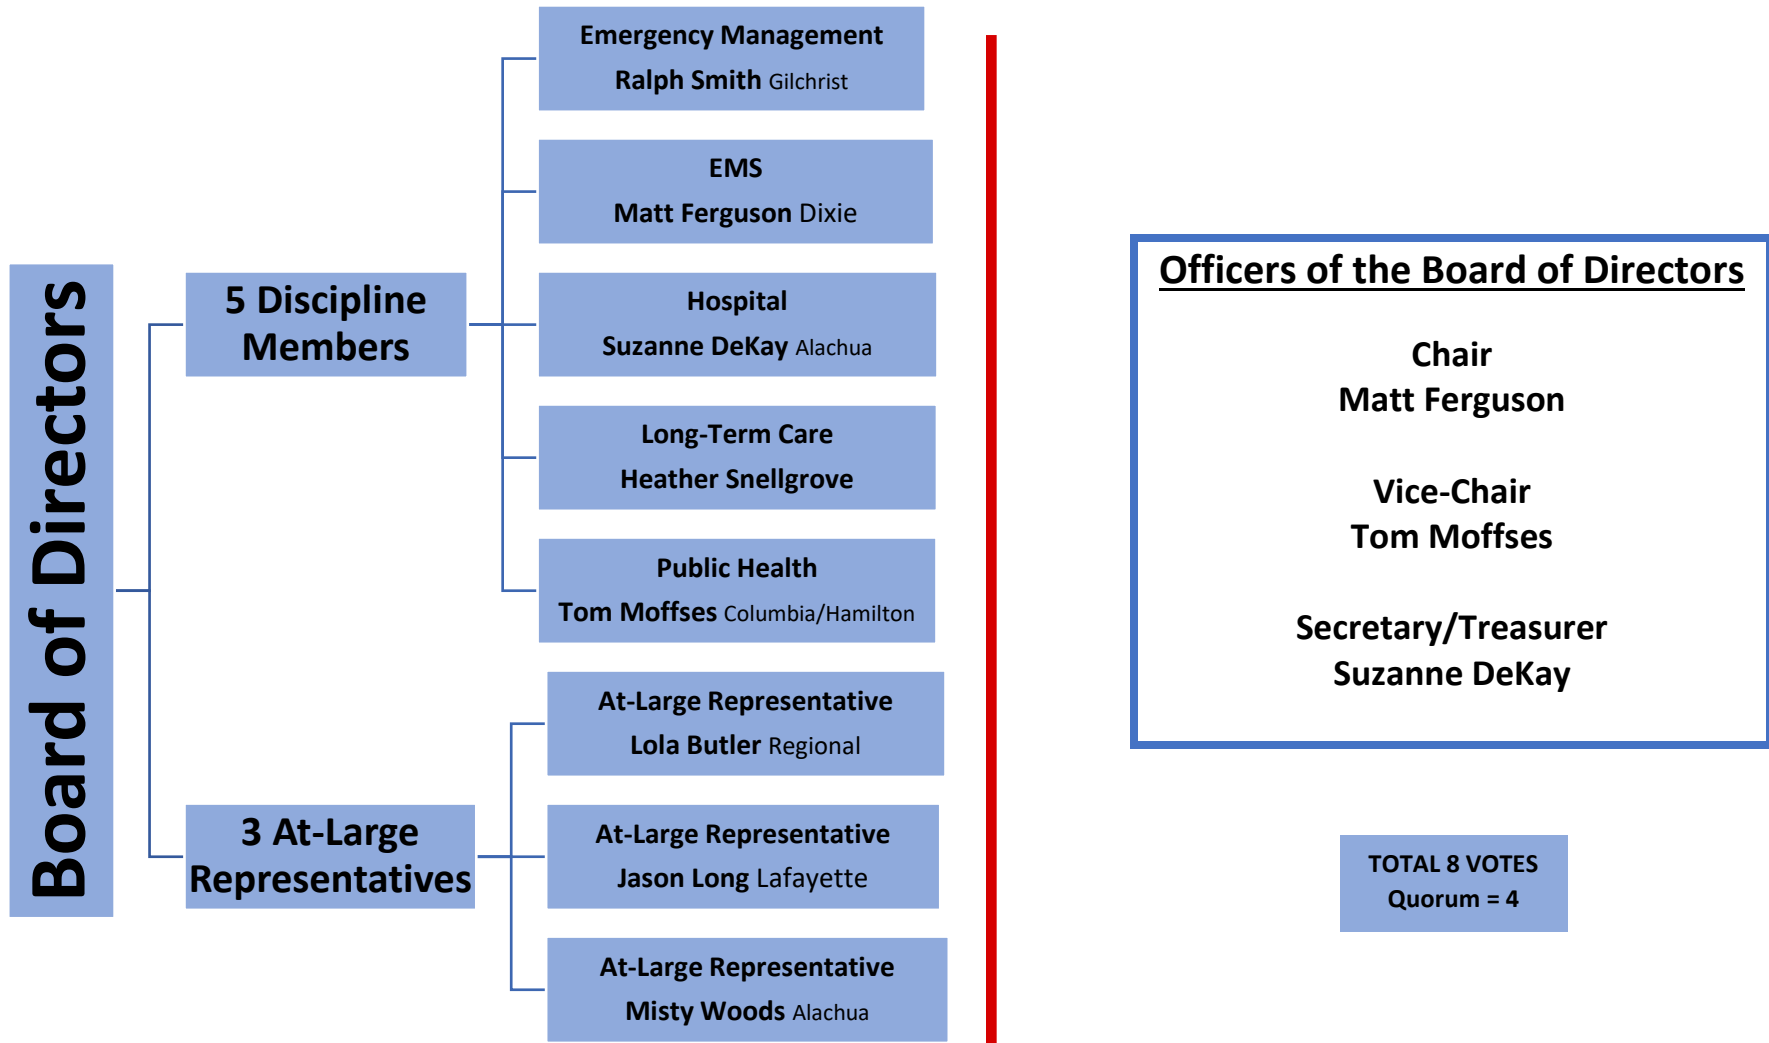 Board of Directors
5 Discipline
Members
Emergency Management
Ralph Smith Gilchrist
EMS
Matt Ferguson Dixie
Hospital
Suzanne DeKay Alachua
Long-Term Care
Heather Snellgrove
Public Health
Tom Moffses Columbia/Hamilton
3 At-Large
Representatives
At-Large Representative
Lola Butler Regional
At-Large Representative
Jason Long Lafayette
At-Large Representative
Misty Woods Alachua
Officers of the Board of Directors
Chair
Matt Ferguson
Vice-Chair
Tom Moffses
Secretary/Treasurer
Suzanne DeKay
TOTAL 8 VOTES
Quorum = 4